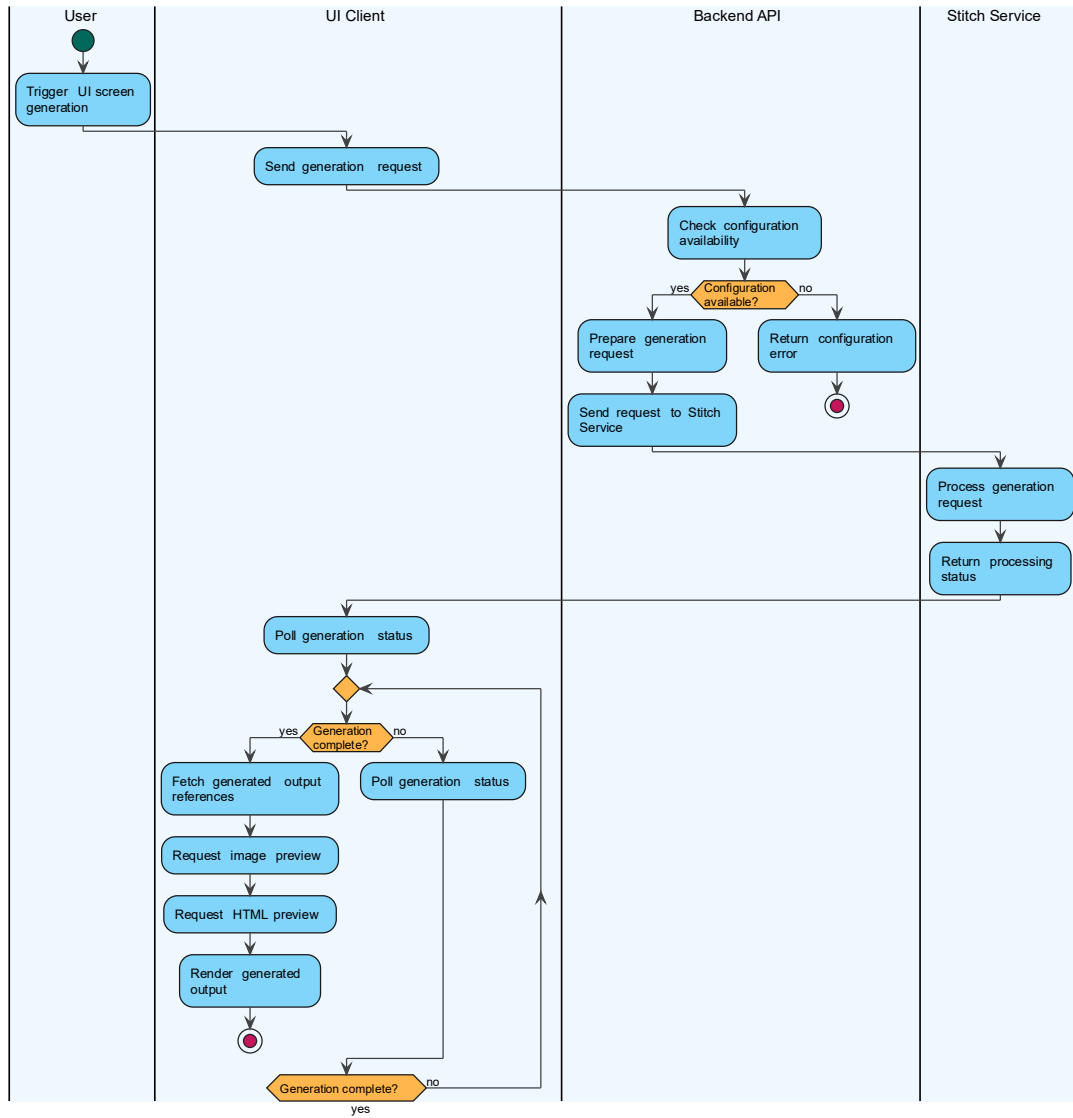 User
UI Client
Backend API
Stitch Service
Trigger UI screen
generation
Send generation request
Check configuration
availability
yes
Configuration
available?
no
Prepare generation
request
Return configuration
error
Send request to Stitch
Service
Process generation
request
Return processing
status
Poll generation status
yes
Generation
complete?
no
Fetch generated output
references
Poll generation status
Request image preview
Request HTML preview
Render generated
output
Generation complete?
no
yes